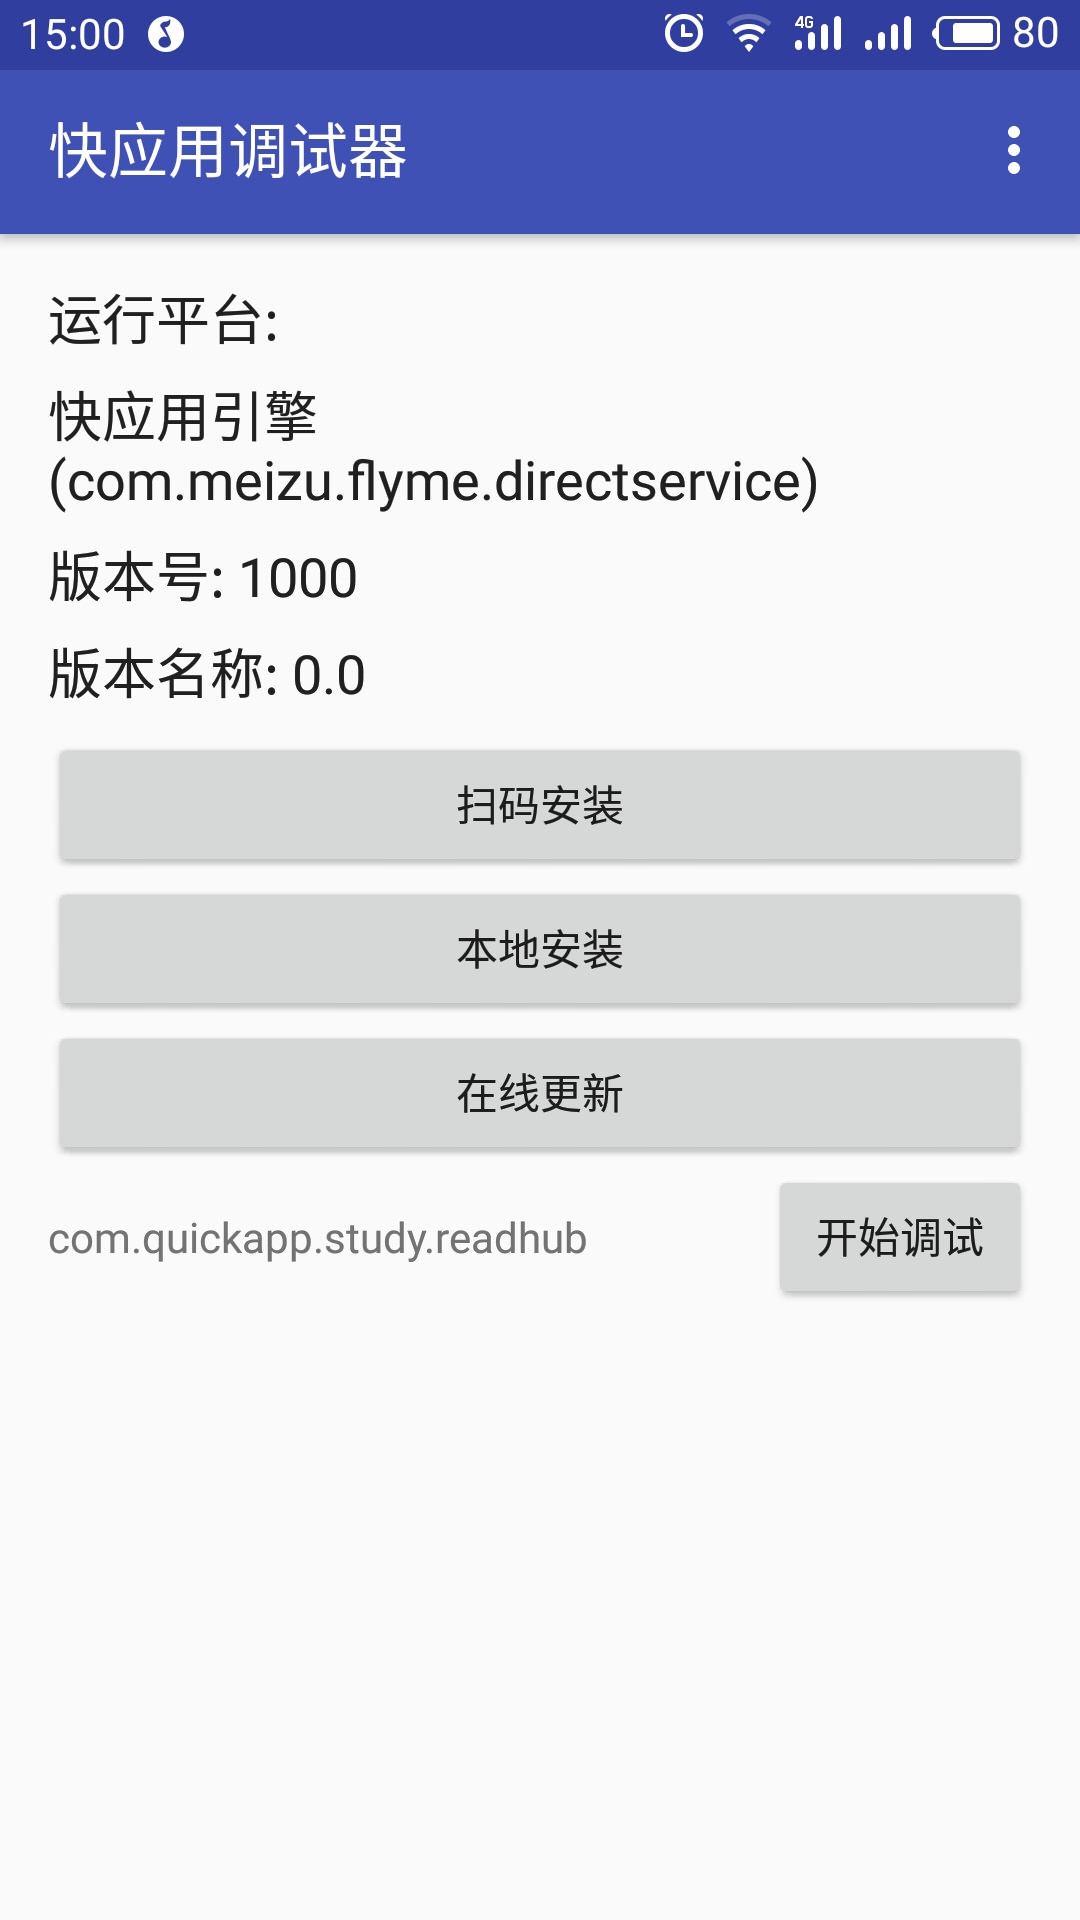 15:00 4G 80
快应用调试器
运行平台:
快应用引擎
(com.meizu.flyme.directservice)
版本号: 1000
版本名称: 0.0
扫码安装
本地安装
在线更新
com.quickapp.study.readhub 开始调试